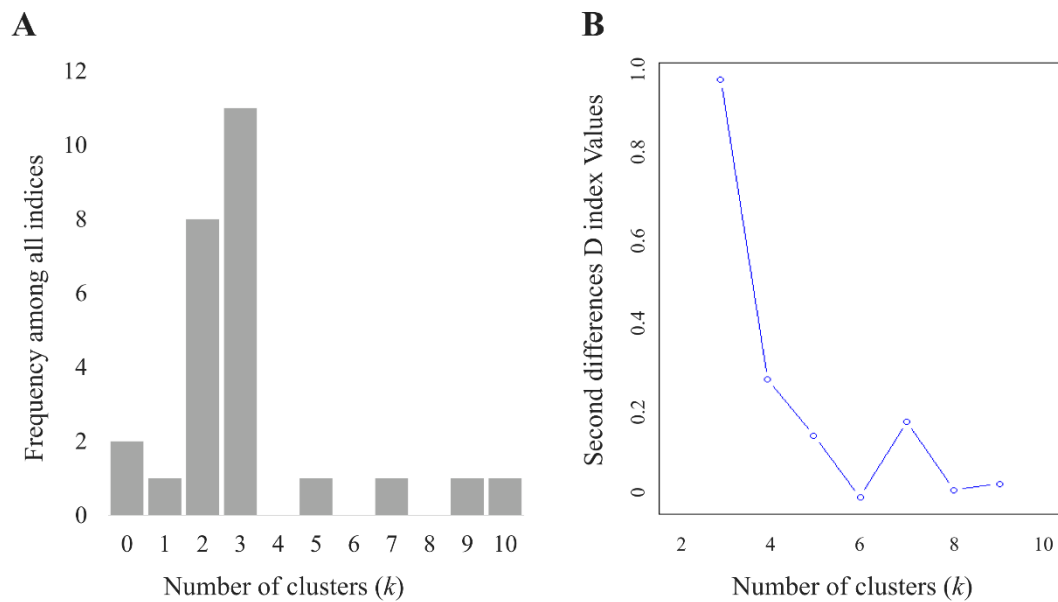 A
Frequency among all indices
12
10
8
6
4
2
0
0 1 2 3 4 5 6 7 8 9 10
Number of clusters (k)
B
Second differences D index Values
1.0
0.8
0.6
0.4
0.2
0
2 4 6 8 10
Number of clusters (k)